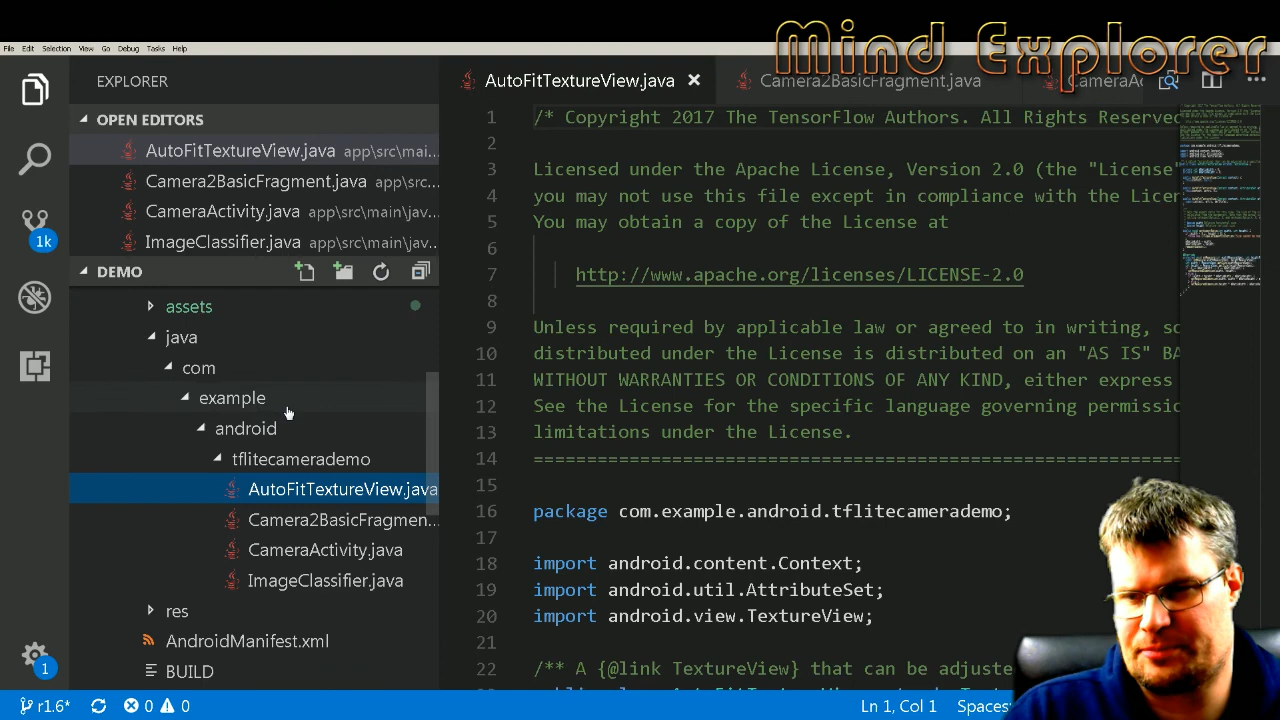 Mind Explorer
File Edit Selection View Go Debug Tasks Help
EXPLORER
OPEN EDITORS
AutoFitTextureView.java app\src\mai...
Camera2BasicFragment.java app\src...
CameraActivity.java app\src\main\jav...
ImageClassifier.java app\src\main\jav...
1k
DEMO
assets
java
com
example
android
tflitecamerademo
AutoFitTextureView.java
Camera2BasicFragmen...
CameraActivity.java
ImageClassifier.java
res
AndroidManifest.xml
BUILD
1
AutoFitTextureView.java Camera2BasicFragment.java CameraAc
1 /* Copyright 2017 The TensorFlow Authors. All Rights Reserved
2
3 Licensed under the Apache License, Version 2.0 (the "License
4 you may not use this file except in compliance with the Licen
5 You may obtain a copy of the License at
6
7 http://www.apache.org/licenses/LICENSE-2.0
8
9 Unless required by applicable law or agreed to in writing, so
10 distributed under the License is distributed on an "AS IS" BA
11 WITHOUT WARRANTIES OR CONDITIONS OF ANY KIND, either express
12 See the License for the specific language governing permissio
13 limitations under the License.
14 ==============================================================
15
16 package com.example.android.tflitecamerademo;
17
18 import android.content.Context;
19 import android.util.AttributeSet;
20 import android.view.TextureView;
21
22 /** A {@link TextureView} that can be adjuste
r1.6* 0 0 Ln 1, Col 1 Spaces